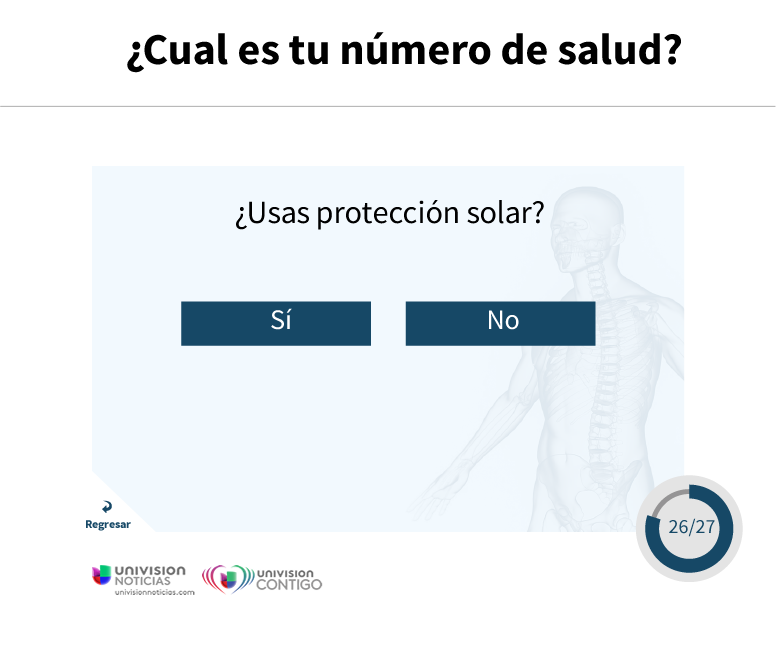 ¿Cual es tu número de salud?
¿Usas protección solar?
Sí
No
Regresar
26/27
UNIVISION
NOTICIAS
univisionnoticias.com
UNIVISION
CONTIGO